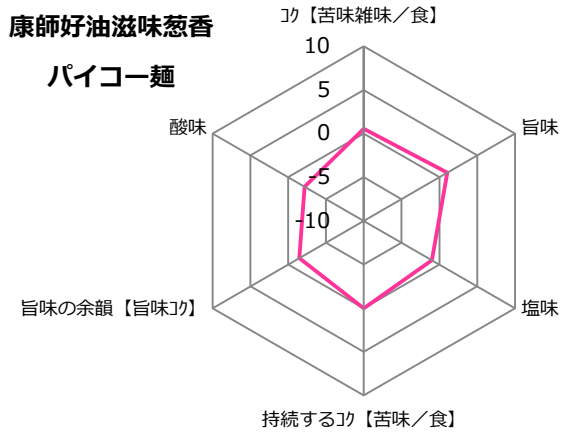 康師好油滋味葱香
パイコー麺
ｺｸ【苦味雑味／食】
10
5
0
-5
-10
旨味
塩味
持続するｺｸ【苦味／食】
旨味の余韻【旨味ｺｸ】
酸味